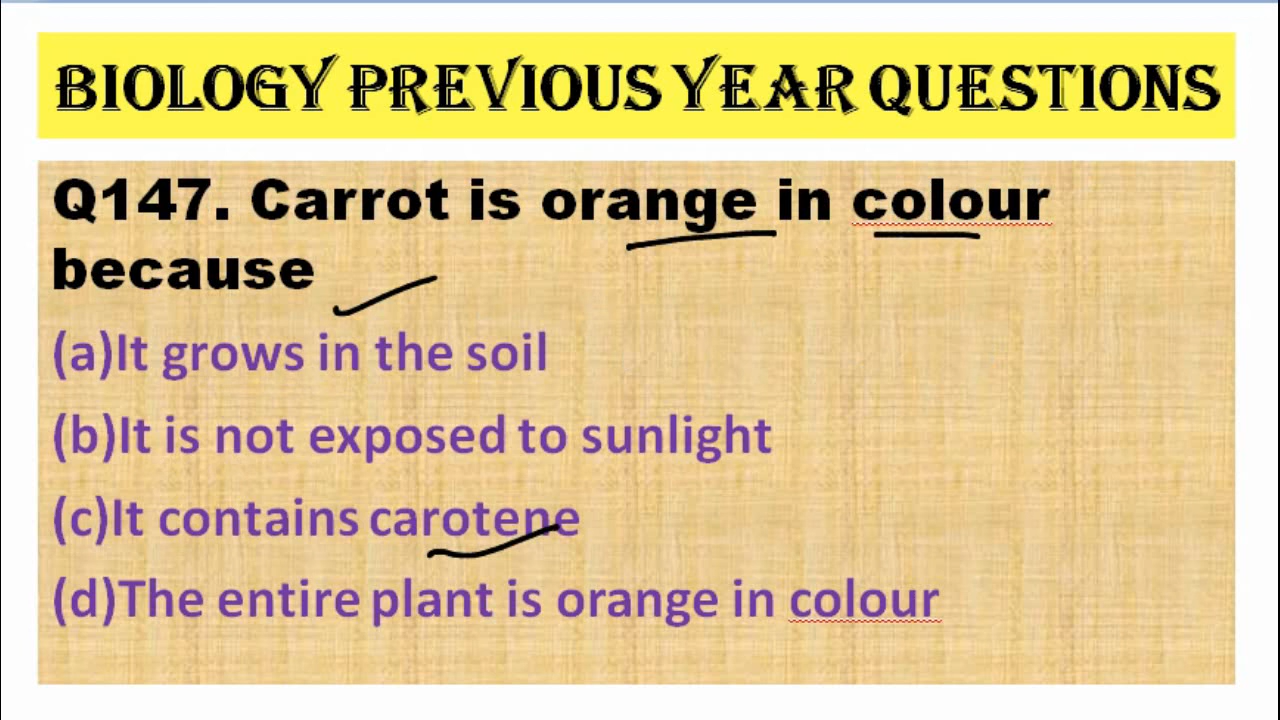 BIOLOGY PREVIOUS YEAR QUESTIONS
Q147. Carrot is orange in colour
because
(a)It grows in the soil
(b)It is not exposed to sunlight
(c)It contains carotene
(d)The entire plant is orange in colour